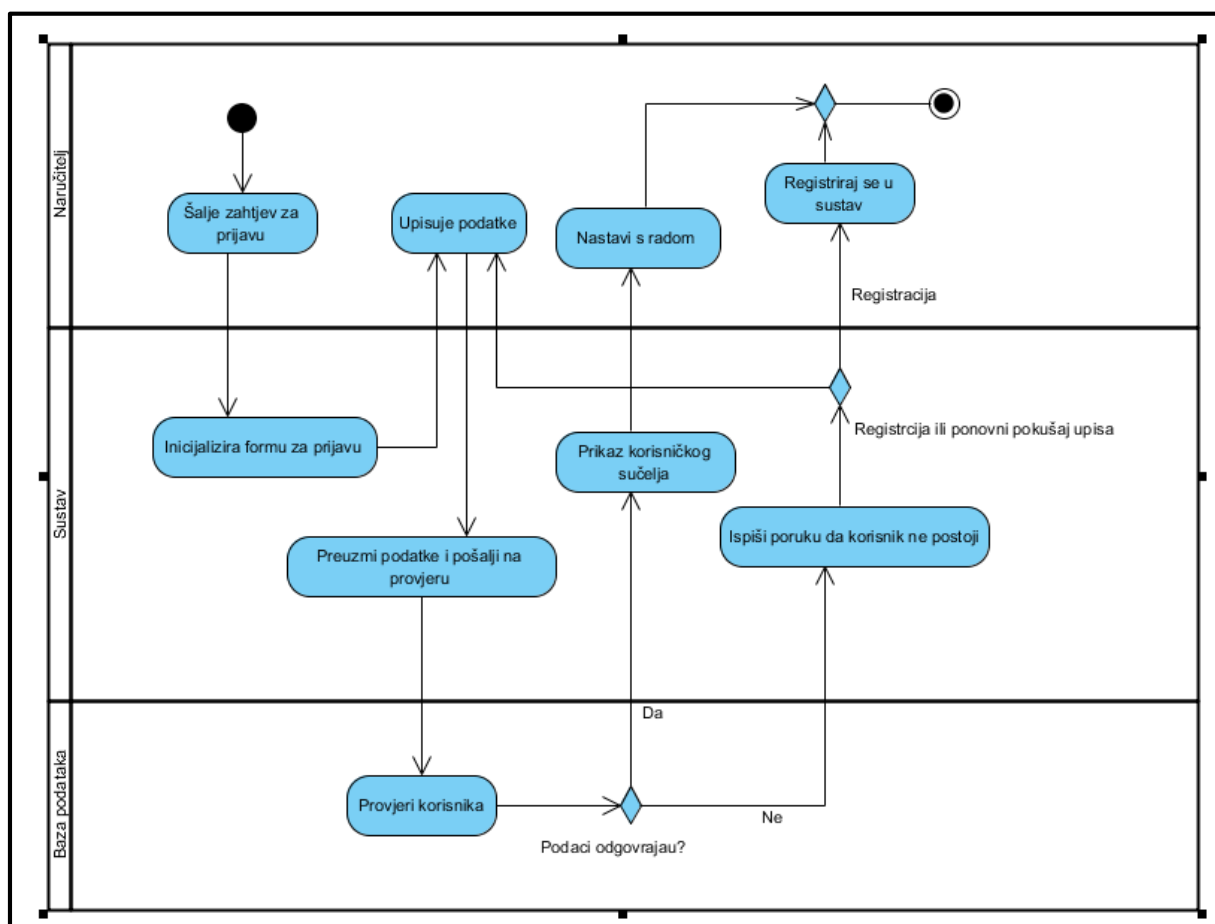 Naručitelj
Šalje zahtjev za
prijavu
Upisuje podatke
Nastavi s radom
Registriraj se u
sustav
Registracija
Sustav
Inicijalizira formu za prijavu
Prikaz korisničkog
sučelja
Registrcija ili ponovni pokušaj upisa
Preuzmi podatke i pošalji na
provjeru
Ispiši poruku da korisnik ne postoji
Baza podataka
Da
Provjeri korisnika
Ne
Podaci odgovrajau?